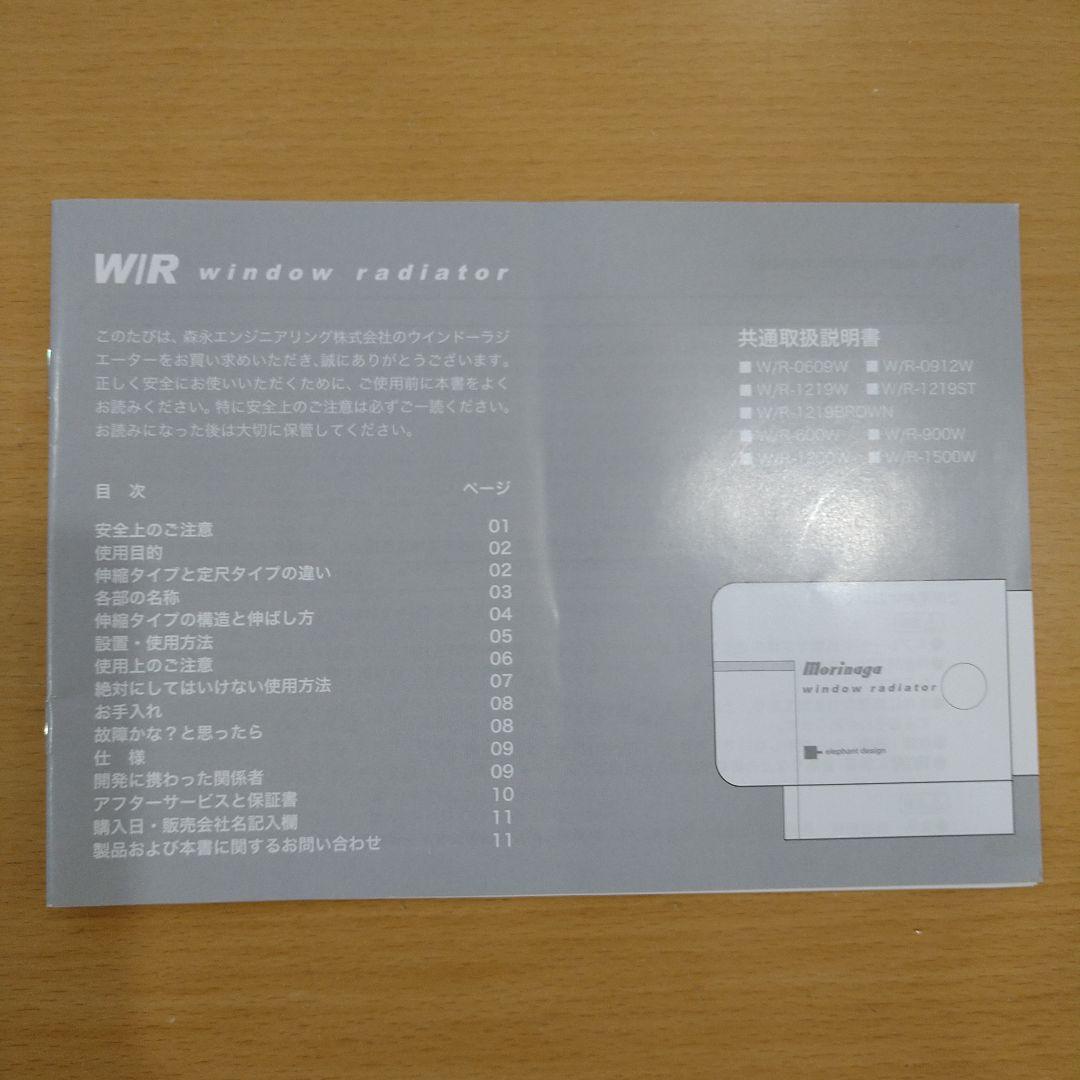 W/R window radiator
このたびは、森永エンジニアリング株式会社のウインドーラジ
エーターをお買い求めいただき、誠にありがとうございます。
正しく安全にお使いいただくために、ご使用前に本書をよく
お読みください。特に安全上のご注意は必ずご一読ください。
お読みになった後は大切に保管してください。
目 次 ページ
安全上のご注意 01
使用目的 02
伸縮タイプと定尺タイプの違い 02
各部の名称 03
伸縮タイプの構造と伸ばし方 04
設置・使用方法 05
使用上のご注意 06
絶対にしてはいけない使用方法 07
お手入れ 08
故障かな?と思ったら 08
仕 様 09
開発に携わった関係者 09
アフターサービスと保証書 10
購入日・販売会社名記入欄 11
製品および本書に関するお問い合わせ 11
共通取扱説明書
■ W/R-0609W ■ W/R-0912W
■ W/R-1219W ■ W/R-1219ST
■ W/R-1219BROWN
■ W/R-600W ■ W/R-900W
■ W/R-1200W ■ W/R-1500W
Morinaga
window radiator
elephant design